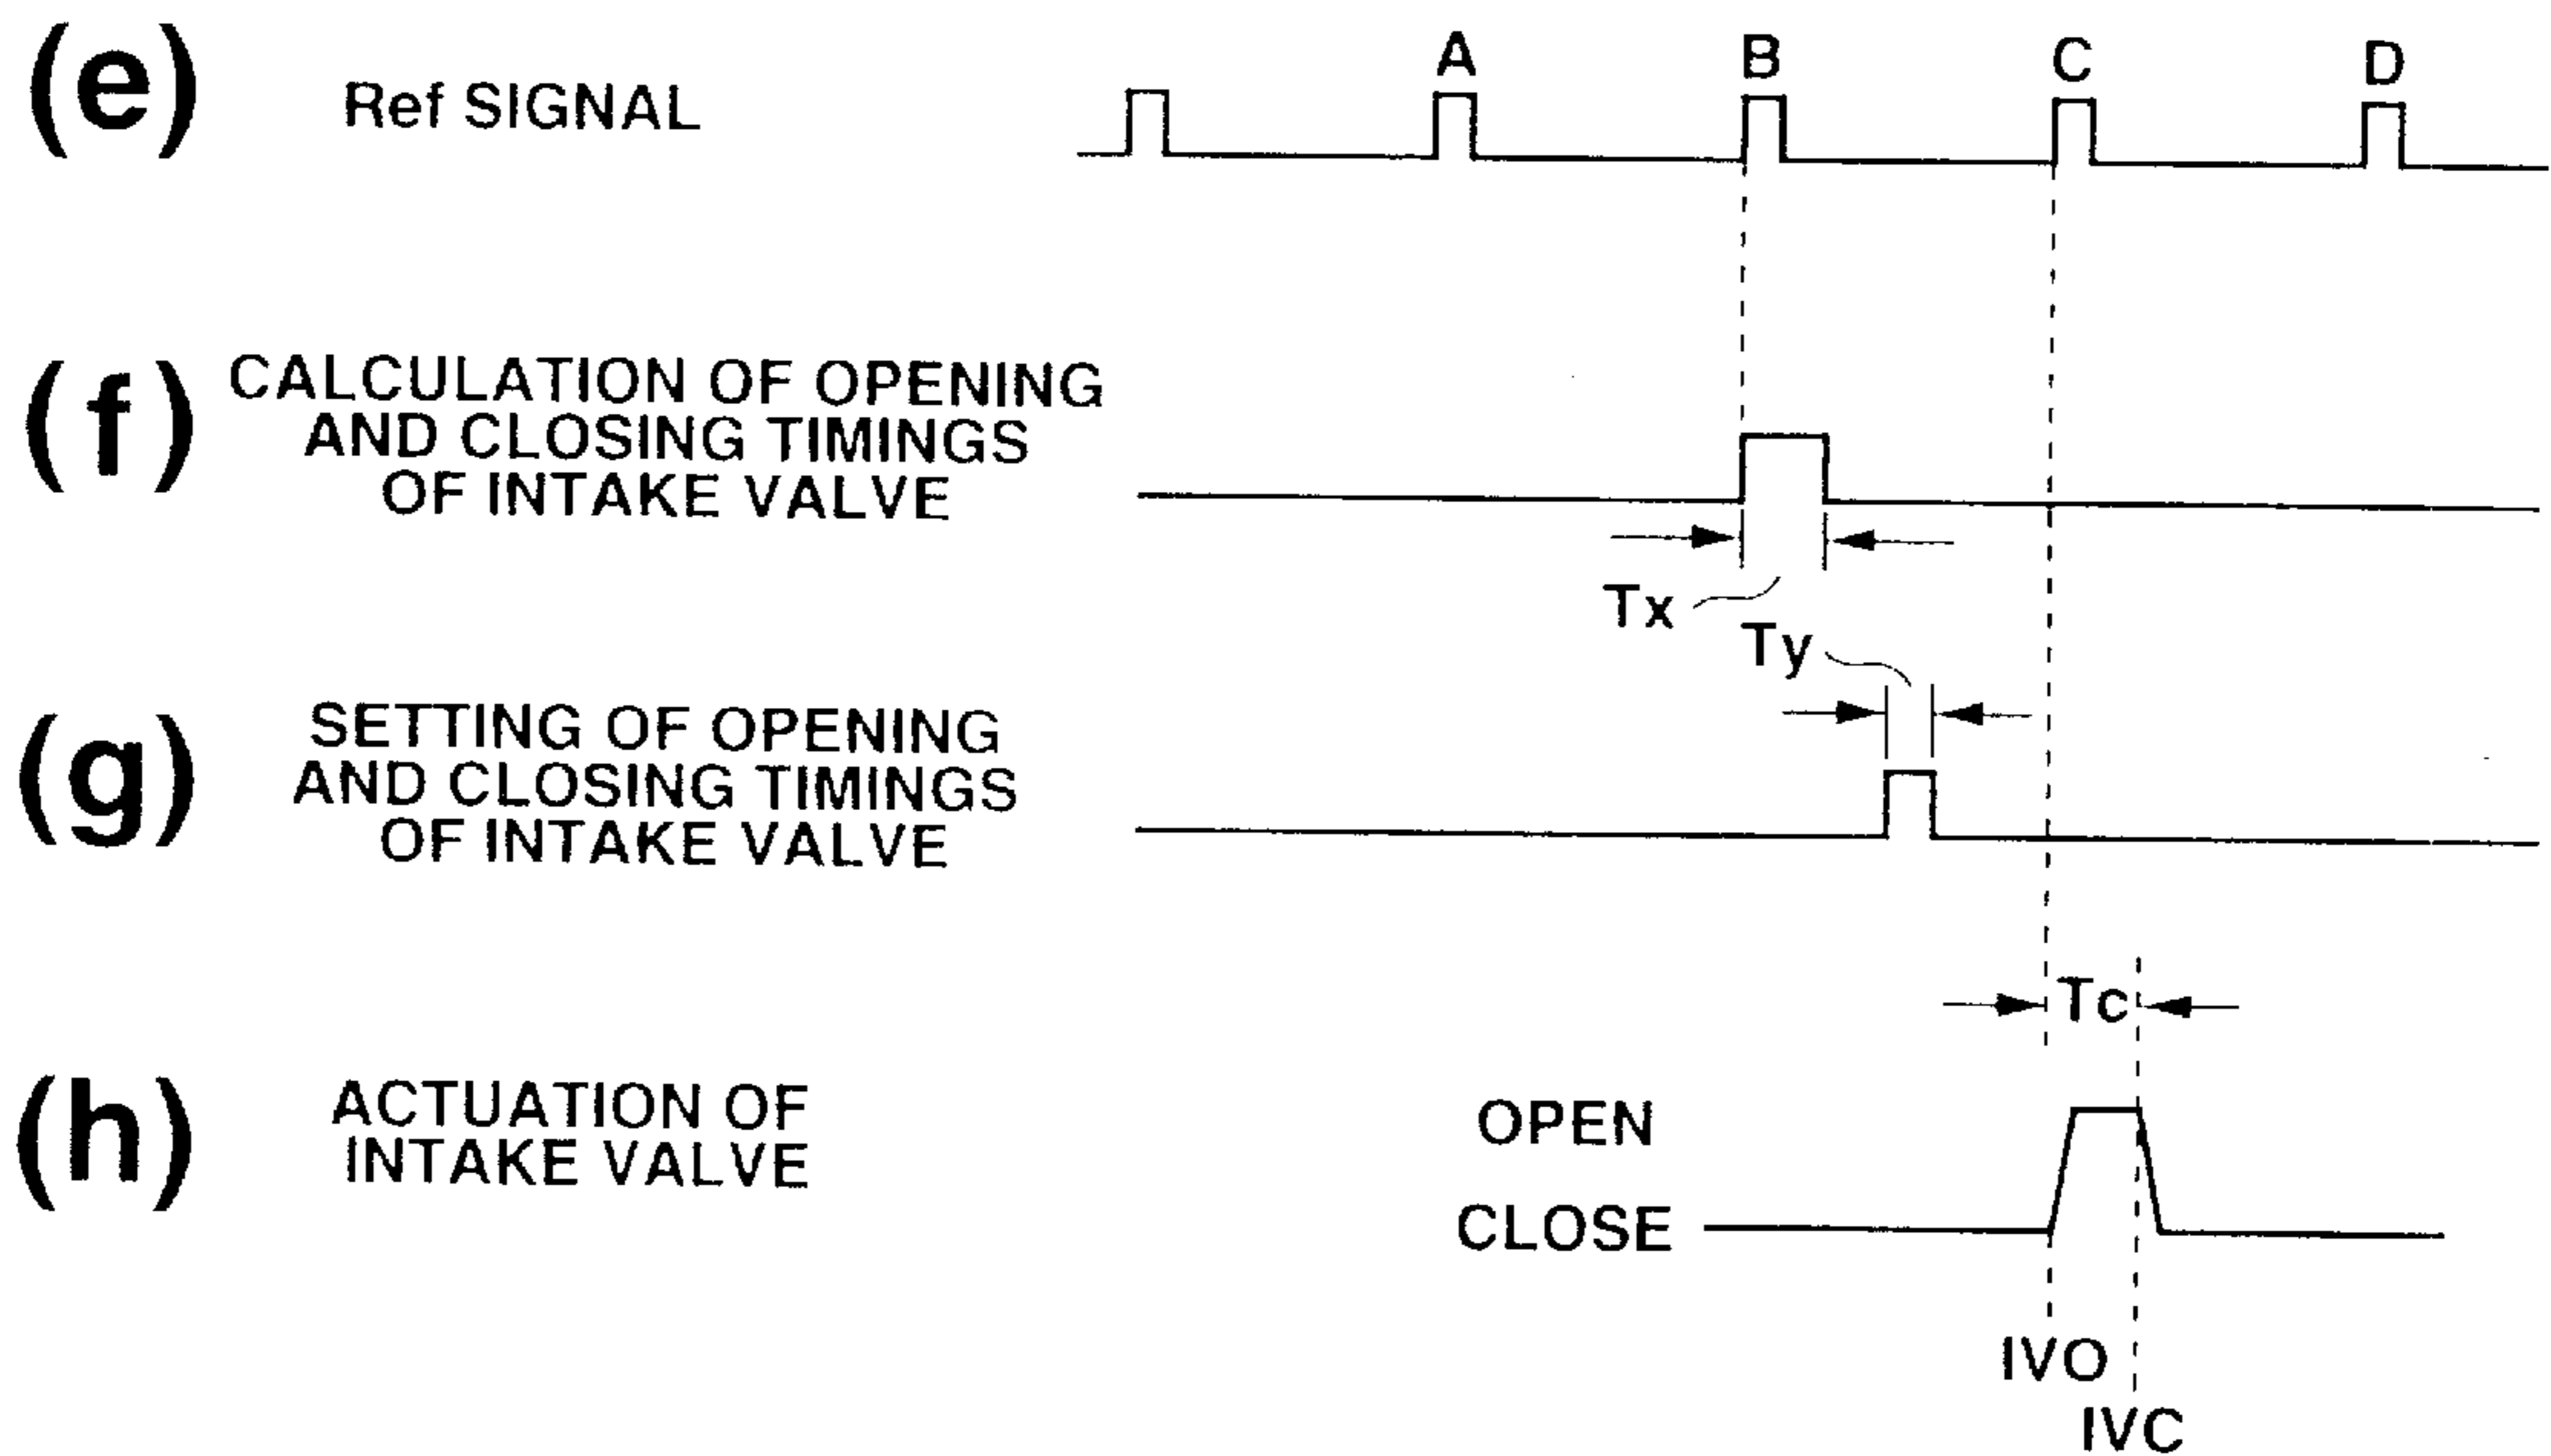 (e) Ref SIGNAL
A B C D
(f) CALCULATION OF OPENING
AND CLOSING TIMINGS
OF INTAKE VALVE
Tx
Ty
(g) SETTING OF OPENING
AND CLOSING TIMINGS
OF INTAKE VALVE
Tc
(h) ACTUATION OF
INTAKE VALVE
OPEN
CLOSE
IVO
IVC